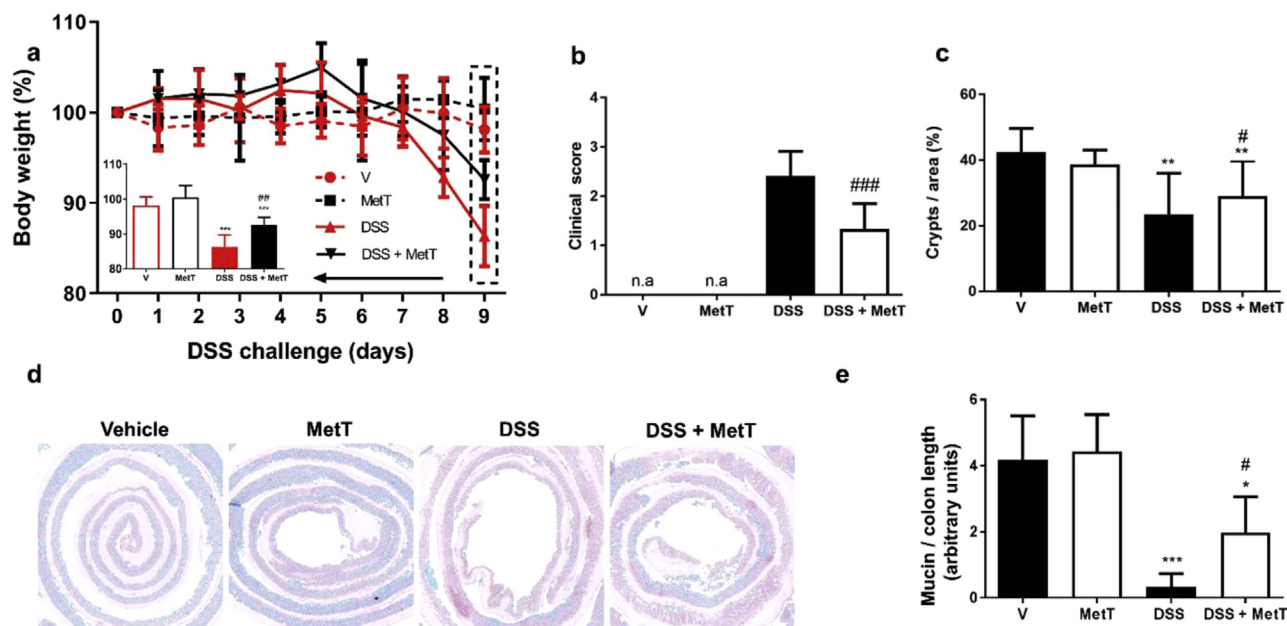 a
Body weight (%)
110
100
90
80
0 1 2 3 4 5 6 7 8 9
DSS challenge (days)
V
MetT
DSS
DSS + MetT
110
100
90
80
***
##
***
V MetT DSS DSS + MetT
b
Clinical score
4
3
2
1
0
n.a n.a
###
V MetT DSS DSS + MetT
c
Crypts / area (%)
60
40
20
0
**
#
**
V MetT DSS DSS + MetT
d
Vehicle MetT DSS DSS + MetT
e
Mucin / colon length
(arbitrary units)
6
4
2
0
***
#
*
V MetT DSS DSS + MetT